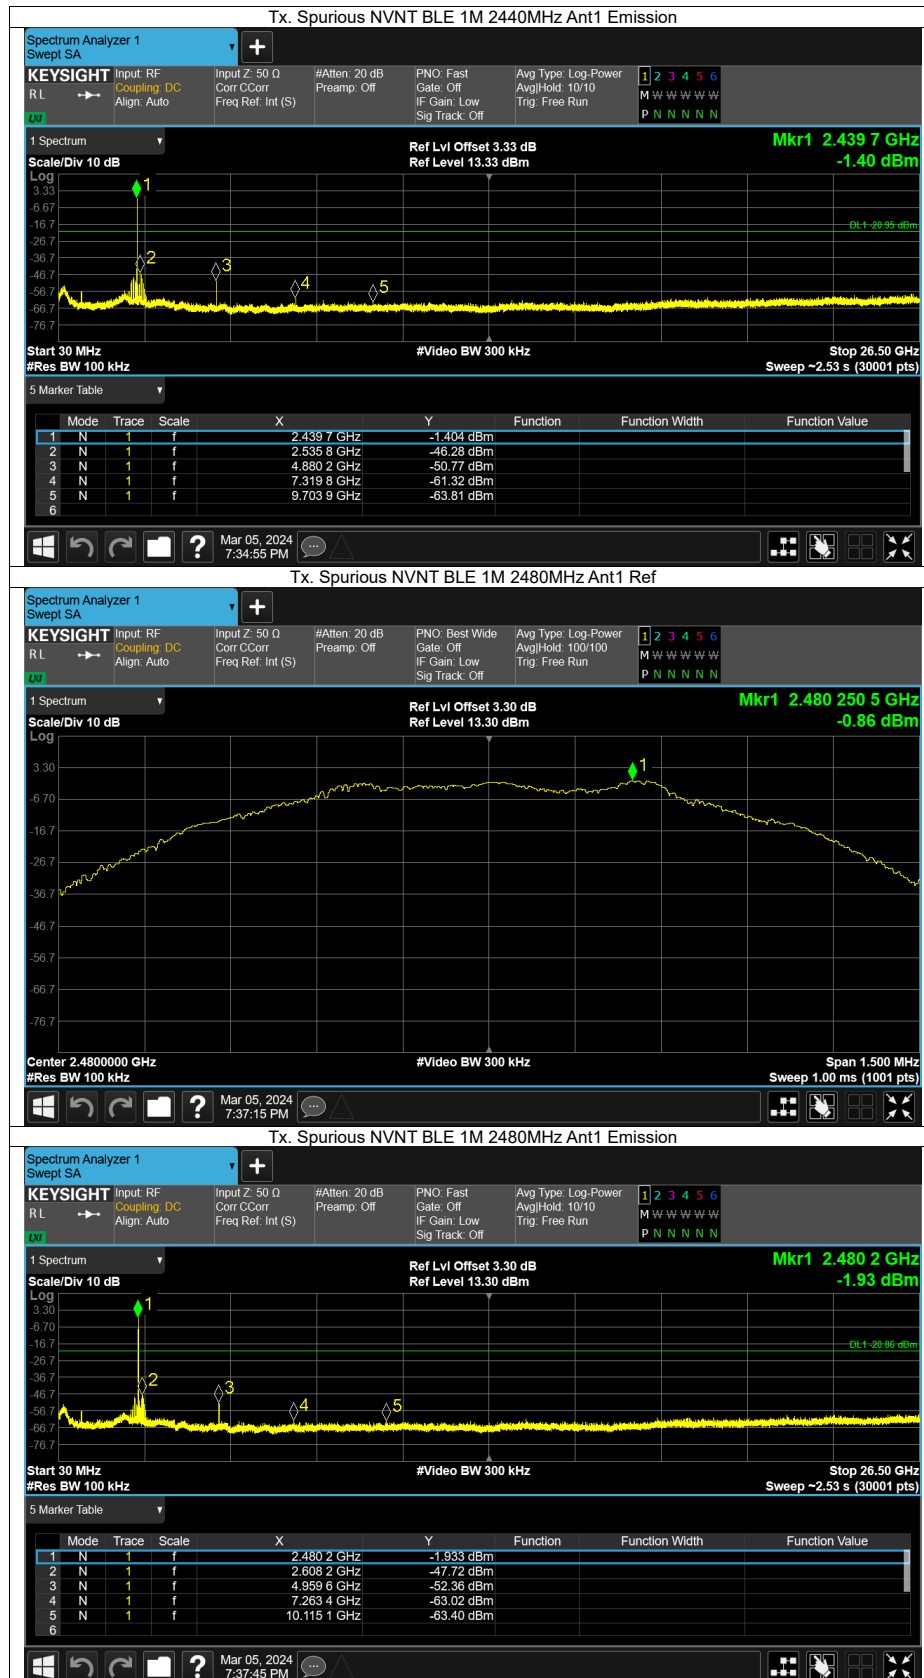 Tx. Spurious NVNT BLE 1M 2440MHz Ant1 Emission
Spectrum Analyzer 1
Swept SA
KEYSIGHT Input: RF Input Z: 50 Ω #Atten: 20 dB PNO: Fast Avg Type: Log-Power 1 2 3 4 5 6
RL Coupling: DC Corr CCorr Preamp: Off Gate: Off Avg|Hold: 10/10 M W W W W W
Align: Auto Freq Ref: Int (S) IF Gain: Low Trig: Free Run
LXI Sig Track: Off P N N N N N
1 Spectrum Ref Lvl Offset 3.33 dB Mkr1 2.439 7 GHz
Scale/Div 10 dB Ref Level 13.33 dBm -1.40 dBm
Log
1
3.33
-6.67
-16.7 DL1 -20.95 dBm
-26.7
-36.7 2
-46.7 3
-56.7 4 5
-66.7
-76.7
Start 30 MHz #Video BW 300 kHz Stop 26.50 GHz
#Res BW 100 kHz Sweep ~2.53 s (30001 pts)
5 Marker Table
Mode Trace Scale X Y Function Function Width Function Value
1 N 1 f 2.439 7 GHz -1.404 dBm
2 N 1 f 2.535 8 GHz -46.28 dBm
3 N 1 f 4.880 2 GHz -50.77 dBm
4 N 1 f 7.319 8 GHz -61.32 dBm
5 N 1 f 9.703 9 GHz -63.81 dBm
6
? Mar 05, 2024
7:34:55 PM
Tx. Spurious NVNT BLE 1M 2480MHz Ant1 Ref
Spectrum Analyzer 1
Swept SA
KEYSIGHT Input: RF Input Z: 50 Ω #Atten: 20 dB PNO: Best Wide Avg Type: Log-Power 1 2 3 4 5 6
RL Coupling: DC Corr CCorr Preamp: Off Gate: Off Avg|Hold: 100/100 M W W W W W
Align: Auto Freq Ref: Int (S) IF Gain: Low Trig: Free Run
LXI Sig Track: Off P N N N N N
1 Spectrum Ref Lvl Offset 3.30 dB Mkr1 2.480 250 5 GHz
Scale/Div 10 dB Ref Level 13.30 dBm -0.86 dBm
Log
3.30 1
-6.70
-16.7
-26.7
-36.7
-46.7
-56.7
-66.7
-76.7
Center 2.4800000 GHz #Video BW 300 kHz Span 1.500 MHz
#Res BW 100 kHz Sweep 1.00 ms (1001 pts)
? Mar 05, 2024
7:37:15 PM
Tx. Spurious NVNT BLE 1M 2480MHz Ant1 Emission
Spectrum Analyzer 1
Swept SA
KEYSIGHT Input: RF Input Z: 50 Ω #Atten: 20 dB PNO: Fast Avg Type: Log-Power 1 2 3 4 5 6
RL Coupling: DC Corr CCorr Preamp: Off Gate: Off Avg|Hold: 10/10 M W W W W W
Align: Auto Freq Ref: Int (S) IF Gain: Low Trig: Free Run
LXI Sig Track: Off P N N N N N
1 Spectrum Ref Lvl Offset 3.30 dB Mkr1 2.480 2 GHz
Scale/Div 10 dB Ref Level 13.30 dBm -1.93 dBm
Log
1
3.30
-6.70
-16.7 DL1 -20.86 dBm
-26.7
-36.7 2
-46.7 3
-56.7 4 5
-66.7
-76.7
Start 30 MHz #Video BW 300 kHz Stop 26.50 GHz
#Res BW 100 kHz Sweep ~2.53 s (30001 pts)
5 Marker Table
Mode Trace Scale X Y Function Function Width Function Value
1 N 1 f 2.480 2 GHz -1.933 dBm
2 N 1 f 2.608 2 GHz -47.72 dBm
3 N 1 f 4.959 6 GHz -52.36 dBm
4 N 1 f 7.263 4 GHz -63.02 dBm
5 N 1 f 10.115 1 GHz -63.40 dBm
6
? Mar 05, 2024
7:37:45 PM